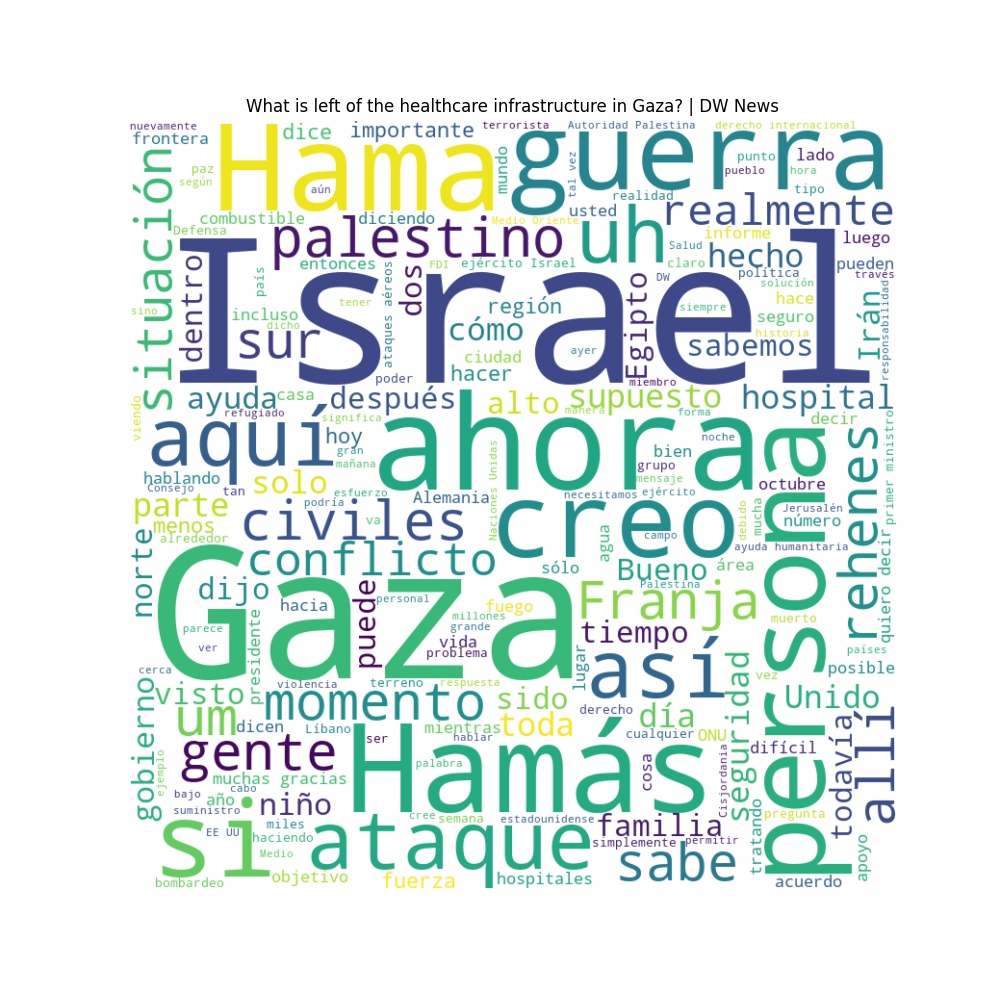 What is left of the healthcare infrastructure in Gaza? | DW News
nuevamente
frontera
dice
importante
terrorista
Autoridad Palestina
derecho internacional
Hama
guerra
mundo
tal vez
punto
lado
paz
según
aún
pueblo
hora
tipo
realidad
situación
combustible
Defensa
diciendo
Medio Oriente
usted
realmente
palestino
uh
informe
luego
Salud
hecho
pueden
dentro
entonces
FDI
ejército Israel
claro
DW
política
través
país
ataques aéreos
dos
región
Egipto
solución
hace
Irán
responsabilidad
Israel
tener
sino
incluso
dicho
sur
cómo
siempre
seguro
historia
ciudad
ayer
sabemos
hacer
poder
miembro
ayuda
casa
después
alto
manera
supuesto
hospital
viendo
refugiado
significa
forma
decir
aquí
hoy
gran
mañana
ahora
noche
bien
grupo
mensaje
persona
rehenes
primer ministro
hablando
Consejo
tan
solo
esfuerzo
podría
Alemania
Naciones Unidas
necesitamos
ejército
octubre
parte
menos
alrededor
civiles
va
creo
campo
debido
mucha
Jerusalén
número
ayuda humanitaria
norte
conflicto
agua
sólo
Bueno
área
Palestina
quiero decir
Gaza
dijo
hacia
puede
personal
fuego
millones
grande
Franja
muerto
parece
ver
presidente
vida
problema
tiempo
países
cerca
violencia
terreno
respuesta
lugar
así
vez
posible
gobierno
visto
momento
sido
derecho
seguridad
Unido
allí
um
dicen
Líbano
ser
mientras
hablar
toda
cualquier
día
ONU
todavía
difícil
gente
Hamás
palabra
cosa
Cisjordania
ejemplo
muchas gracias
bajo
cabo
año
niño
suministro
si
EE UU
miles
haciendo
cree
semana
estadounidense
familia
simplemente
permitir
tratando
pregunta
apoyo
Medio
ataque
sabe
bombardeo
objetivo
fuerza
hospitales
acuerdo